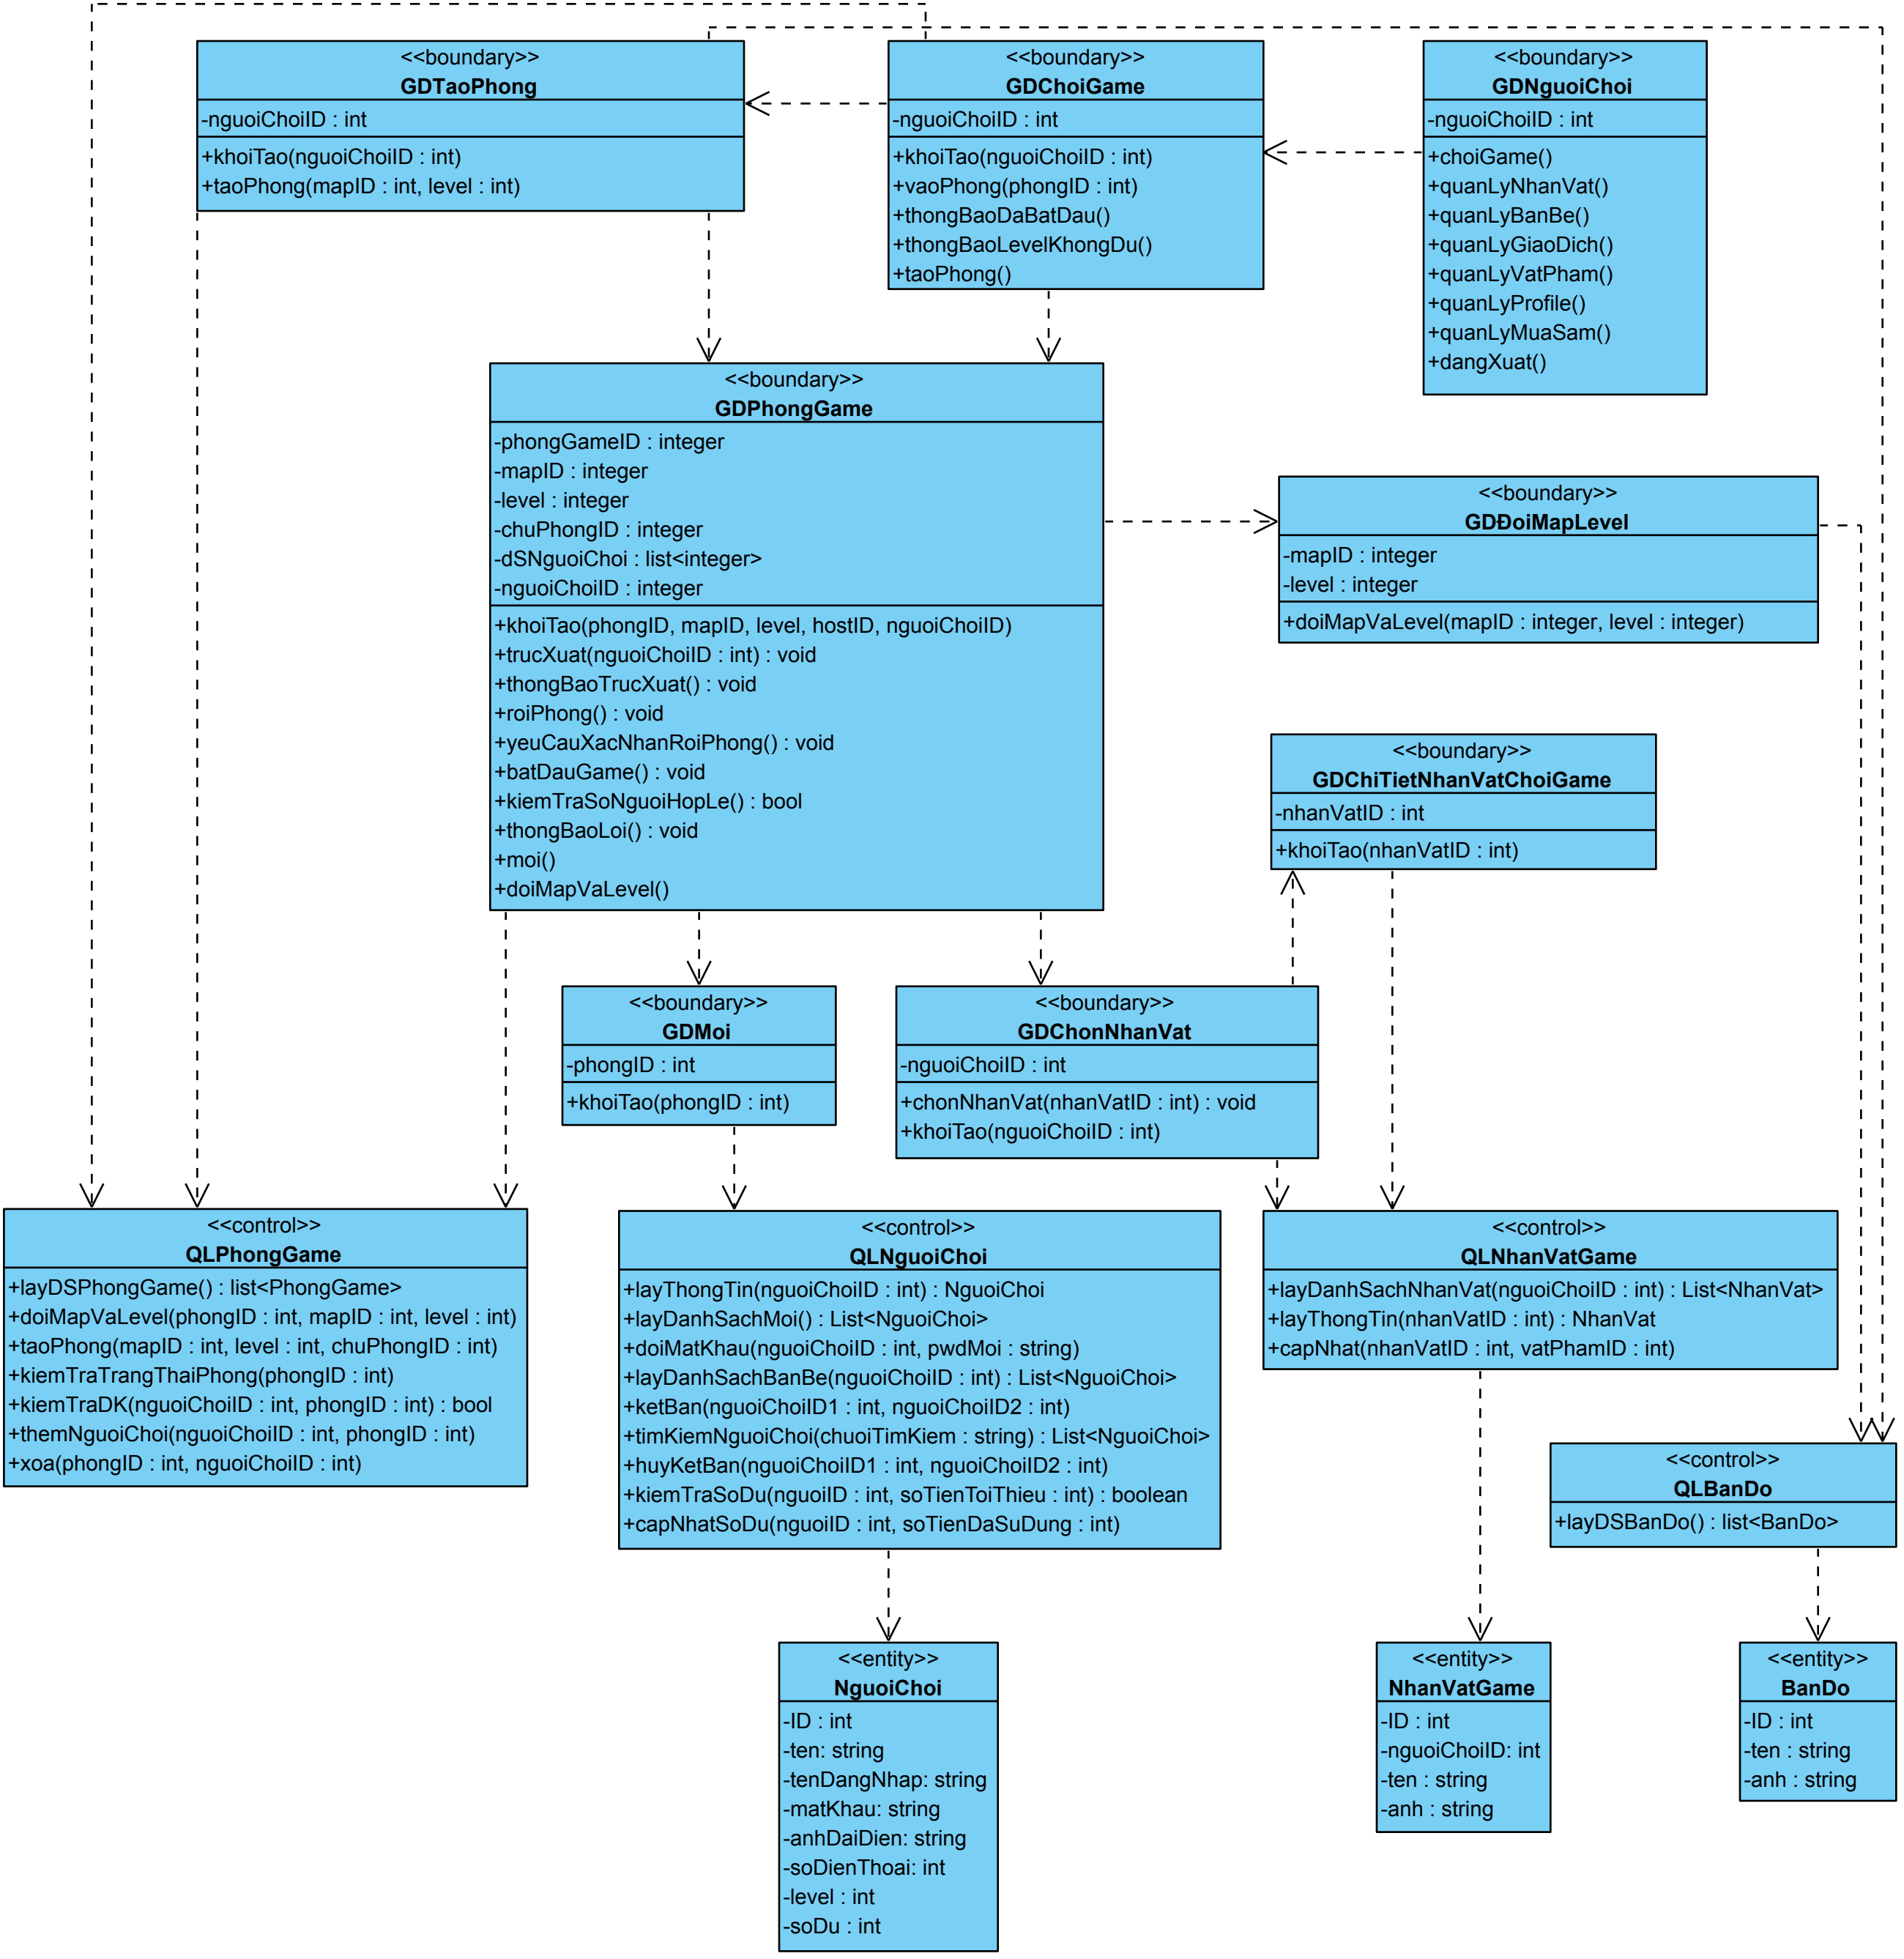 <<boundary>>
GDTaoPhong
-nguoiChoiID : int
+khoiTao(nguoiChoiID : int)
+taoPhong(mapID : int, level : int)
<<boundary>>
GDChoiGame
-nguoiChoiID : int
+khoiTao(nguoiChoiID : int)
+vaoPhong(phongID : int)
+thongBaoDaBatDau()
+thongBaoLevelKhongDu()
+taoPhong()
<<boundary>>
GDNguoiChoi
-nguoiChoiID : int
+choiGame()
+quanLyNhanVat()
+quanLyBanBe()
+quanLyGiaoDich()
+quanLyVatPham()
+quanLyProfile()
+quanLyMuaSam()
+dangXuat()
<<boundary>>
GDPhongGame
-phongGameID : integer
-mapID : integer
-level : integer
-chuPhongID : integer
-dSNguoiChoi : list<integer>
-nguoiChoiID : integer
+khoiTao(phongID, mapID, level, hostID, nguoiChoiID)
+trucXuat(nguoiChoiID : int) : void
+thongBaoTrucXuat() : void
+roiPhong() : void
+yeuCauXacNhanRoiPhong() : void
+batDauGame() : void
+kiemTraSoNguoiHopLe() : bool
+thongBaoLoi() : void
+moi()
+doiMapVaLevel()
<<boundary>>
GDĐoiMapLevel
-mapID : integer
-level : integer
+doiMapVaLevel(mapID : integer, level : integer)
<<boundary>>
GDChiTietNhanVatChoiGame
-nhanVatID : int
+khoiTao(nhanVatID : int)
<<boundary>>
GDMoi
-phongID : int
+khoiTao(phongID : int)
<<boundary>>
GDChonNhanVat
-nguoiChoiID : int
+chonNhanVat(nhanVatID : int) : void
+khoiTao(nguoiChoiID : int)
<<control>>
QLPhongGame
+layDSPhongGame() : list<PhongGame>
+doiMapVaLevel(phongID : int, mapID : int, level : int)
+taoPhong(mapID : int, level : int, chuPhongID : int)
+kiemTraTrangThaiPhong(phongID : int)
+kiemTraDK(nguoiChoiID : int, phongID : int) : bool
+themNguoiChoi(nguoiChoiID : int, phongID : int)
+xoa(phongID : int, nguoiChoiID : int)
<<control>>
QLNguoiChoi
+layThongTin(nguoiChoiID : int) : NguoiChoi
+layDanhSachMoi() : List<NguoiChoi>
+doiMatKhau(nguoiChoiID : int, pwdMoi : string)
+layDanhSachBanBe(nguoiChoiID : int) : List<NguoiChoi>
+ketBan(nguoiChoiID1 : int, nguoiChoiID2 : int)
+timKiemNguoiChoi(chuoiTimKiem : string) : List<NguoiChoi>
+huyKetBan(nguoiChoiID1 : int, nguoiChoiID2 : int)
+kiemTraSoDu(nguoiID : int, soTienToiThieu : int) : boolean
+capNhatSoDu(nguoiID : int, soTienDaSuDung : int)
<<control>>
QLNhanVatGame
+layDanhSachNhanVat(nguoiChoiID : int) : List<NhanVat>
+layThongTin(nhanVatID : int) : NhanVat
+capNhat(nhanVatID : int, vatPhamID : int)
<<control>>
QLBanDo
+layDSBanDo() : list<BanDo>
<<entity>>
NguoiChoi
-ID : int
-ten: string
-tenDangNhap: string
-matKhau: string
-anhDaiDien: string
-soDienThoai: int
-level : int
-soDu : int
<<entity>>
NhanVatGame
-ID : int
-nguoiChoiID: int
-ten : string
-anh : string
<<entity>>
BanDo
-ID : int
-ten : string
-anh : string